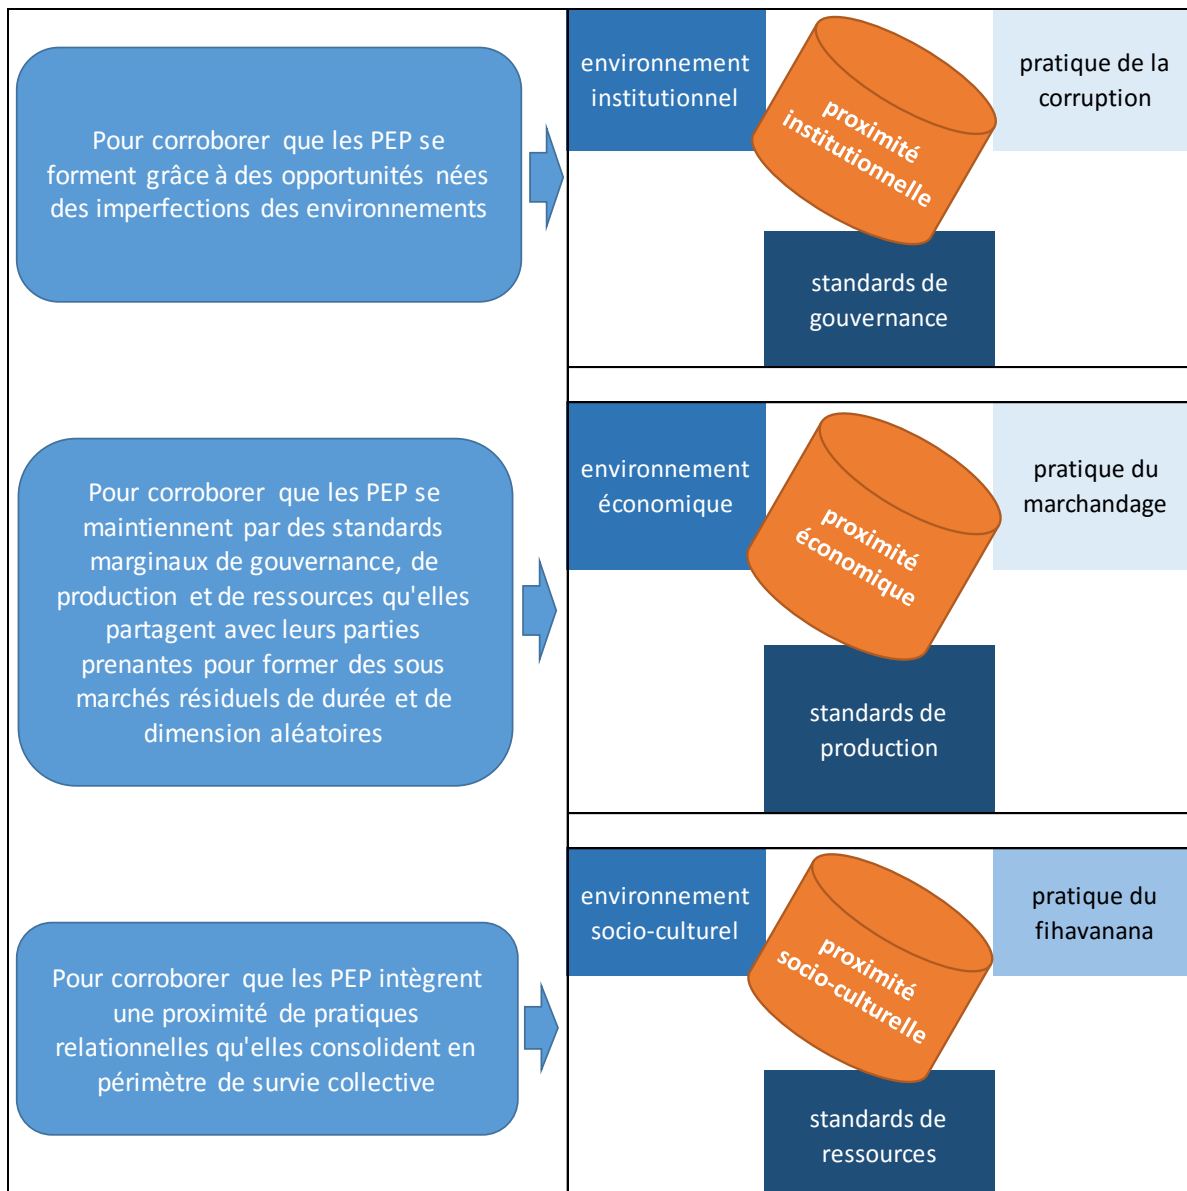 Pour corroborer que les PEP se
forment grâce à des opportunités nées
des imperfections des environnements
environnement
institutionnel
proximité
institutionnelle
pratique de la
corruption
standards de
gouvernance
Pour corroborer que les PEP se
maintiennent par des standards
marginaux de gouvernance, de
production et de ressources qu'elles
partagent avec leurs parties
prenantes pour former des sous
marchés résiduels de durée et de
dimension aléatoires
environnement
économique
proximité
économique
pratique du
marchandage
standards de
production
Pour corroborer que les PEP intègrent
une proximité de pratiques
relationnelles qu'elles consolident en
périmètre de survie collective
environnement
socio-culturel
proximité
socio-culturelle
pratique du
fihavanana
standards de
ressources